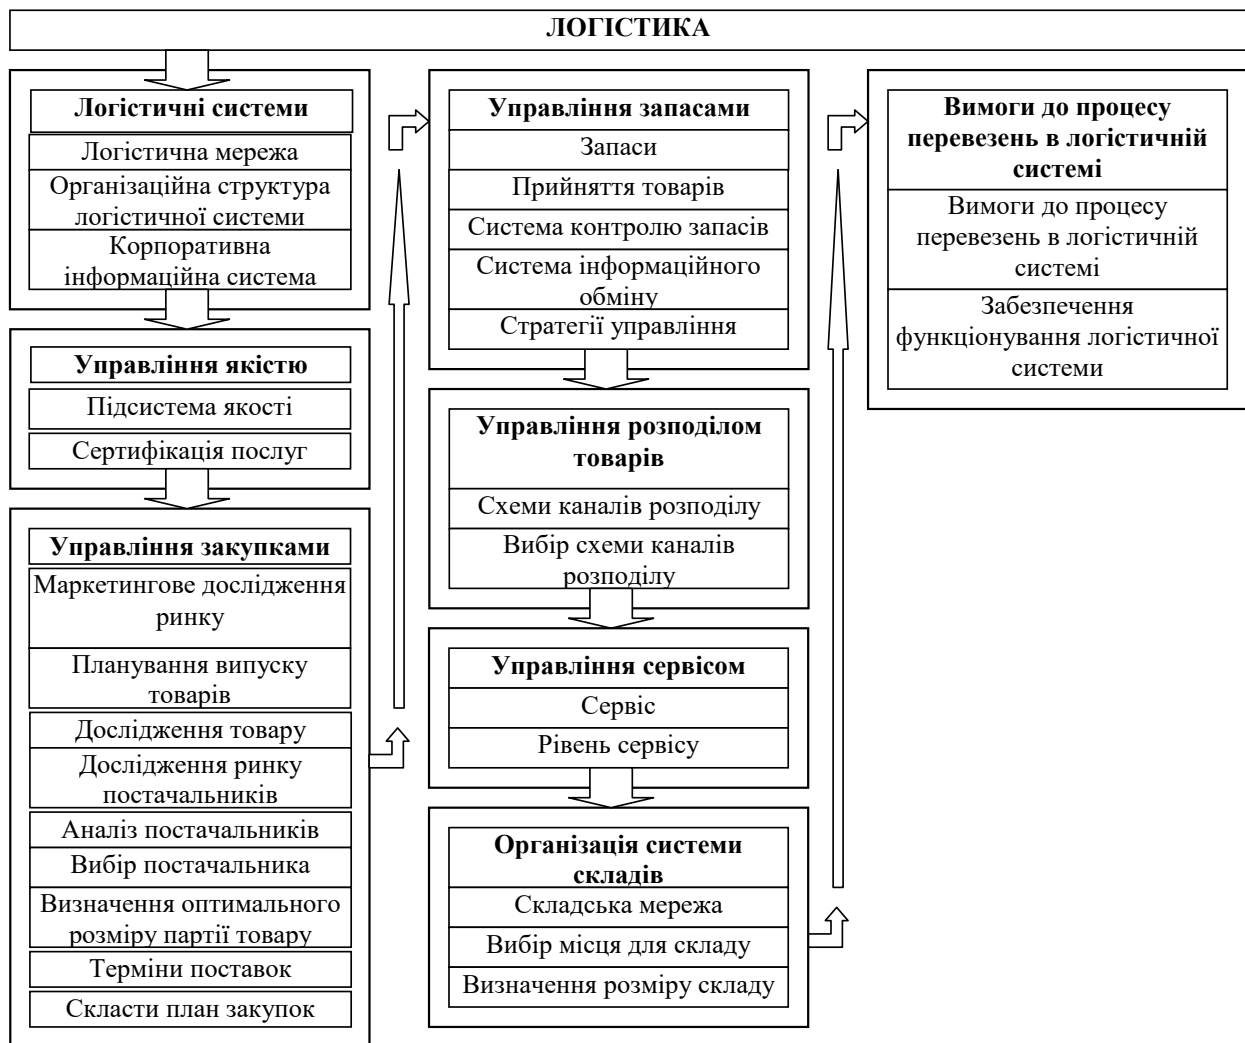 ЛОГІСТИКА
Логістичні системи
Логістична мережа
Організаційна структура
логістичної системи
Корпоративна
інформаційна система
Управління якістю
Підсистема якості
Сертифікація послуг
Управління закупками
Маркетингове дослідження
ринку
Планування випуску
товарів
Дослідження товару
Дослідження ринку
постачальників
Аналіз постачальників
Вибір постачальника
Визначення оптимального
розміру партії товару
Терміни поставок
Скласти план закупок
Управління запасами
Запаси
Прийняття товарів
Система контролю запасів
Система інформаційного
обміну
Стратегії управління
Управління розподілом
товарів
Схеми каналів розподілу
Вибір схеми каналів
розподілу
Управління сервісом
Сервіс
Рівень сервісу
Організація системи
складів
Складська мережа
Вибір місця для складу
Визначення розміру складу
Вимоги до процесу
перевезень в логістичній
системі
Вимоги до процесу
перевезень в логістичній
системі
Забезпечення
функціонування логістичної
системи